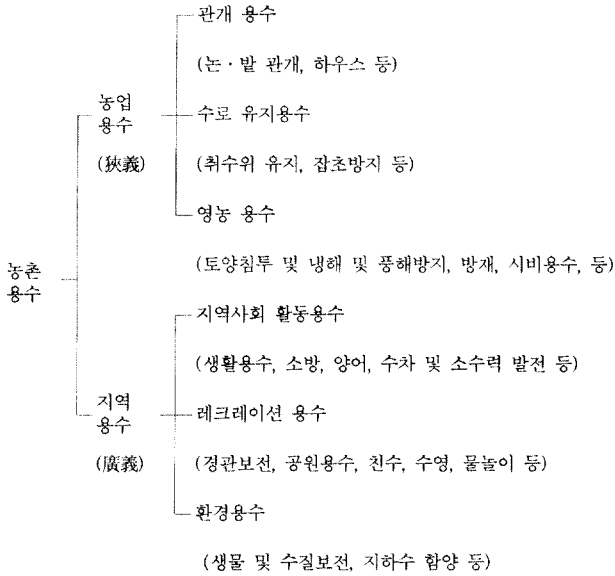 관개 용수
(논·밭 관개, 하우스 등)
농업
용수
(狹義)
수로 유지용수
(취수위 유지, 잡초방지 등)
영농 용수
(토양침투 및 냉해 및 풍해방지, 방재, 시비용수, 등)
농촌
용수
지역사회 활동용수
(생활용수, 소방, 양어, 수차 및 소수력 발전 등)
지역
용수
(廣義)
레크레이션 용수
(경관보전, 공원용수, 친수, 수영, 물놀이 등)
환경용수
(생물 및 수질보전, 지하수 함양 등)